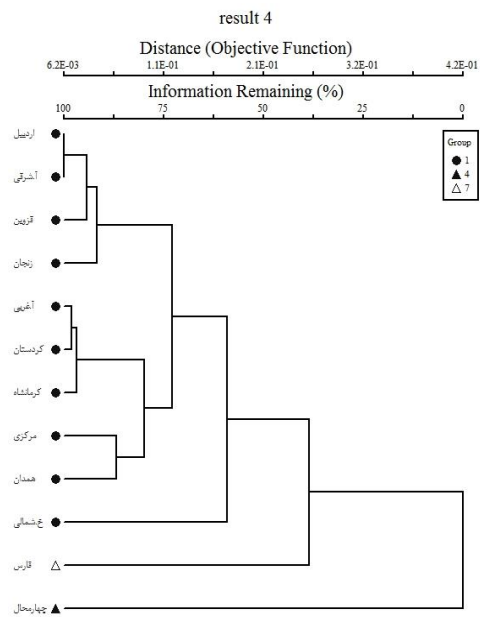 result 4
Distance (Objective Function)
6.2E-03 1.1E-01 2.1E-01 3.2E-01 4.2E-01
Information Remaining (%)
100 75 50 25 0
اردبیل
آ.شرقی
قزوین
زنجان
آ.غربی
کردستان
کرمانشاه
مرکزی
همدان
خ.شمالی
فارس
چهارمحال
Group
1
4
7